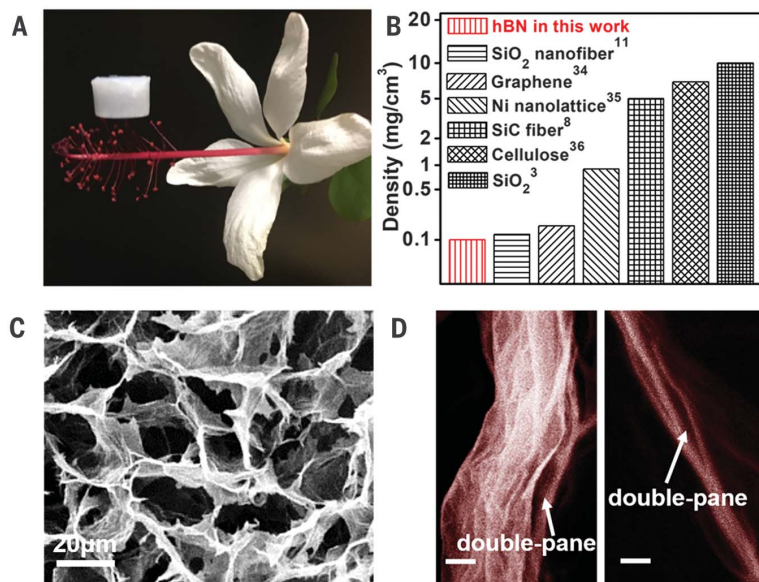 A
B
20
10
5
2
1
0.5
0.1
Density (mg/cm³)
hBN in this work
SiO₂ nanofiber¹¹
Graphene³⁴
Ni nanolattice³⁵
SiC fiber⁸
Cellulose³⁶
SiO₂³
C
20μm
D
double-pane
double-pane